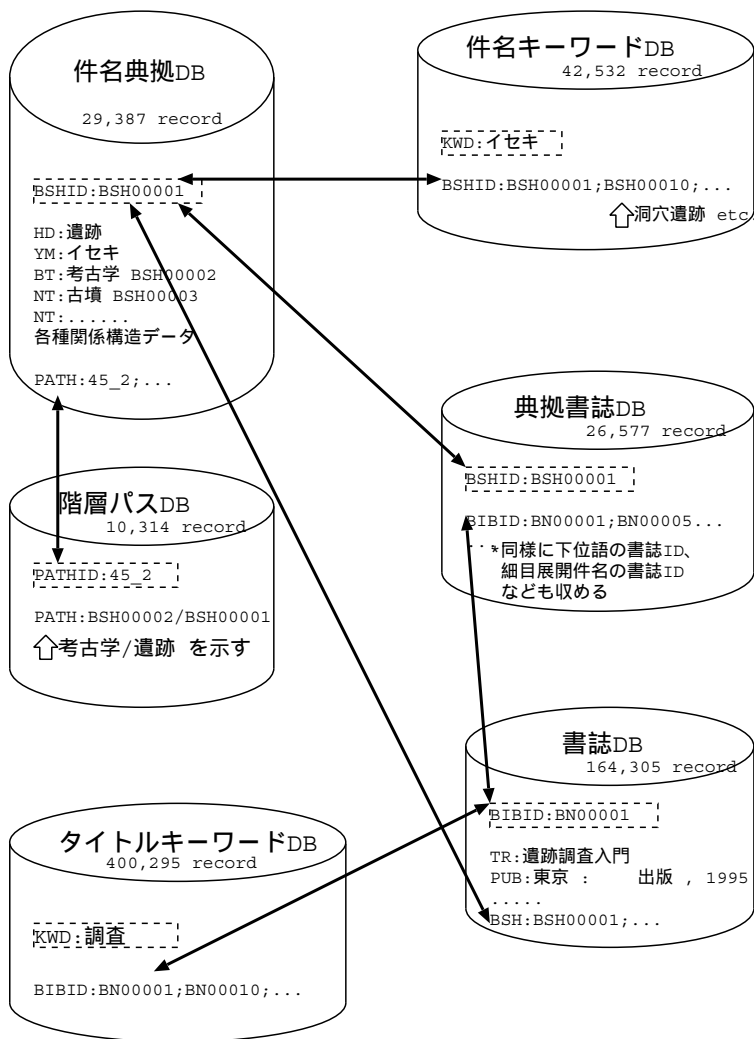 件名典拠DB
29,387 record
BSHID:BSH00001
HD:遺跡
YM:イセキ
BT:考古学 BSH00002
NT:古墳 BSH00003
NT:......
各種関係構造データ
PATH:45_2;...
件名キーワードDB
42,532 record
KWD:イセキ
BSHID:BSH00001;BSH00010;...
洞穴遺跡 etc.
典拠書誌DB
26,577 record
BSHID:BSH00001
BIBID:BN00001;BN00005...
...*同様に下位語の書誌ID、
細目展開件名の書誌ID
なども収める
階層パスDB
10,314 record
PATHID:45_2
PATH:BSH00002/BSH00001
考古学/遺跡 を示す
書誌DB
164,305 record
BIBID:BN00001
TR:遺跡調査入門
PUB:東京 : 出版 , 1995
.....
BSH:BSH00001;...
タイトルキーワードDB
400,295 record
KWD:調査
BIBID:BN00001;BN00010;...